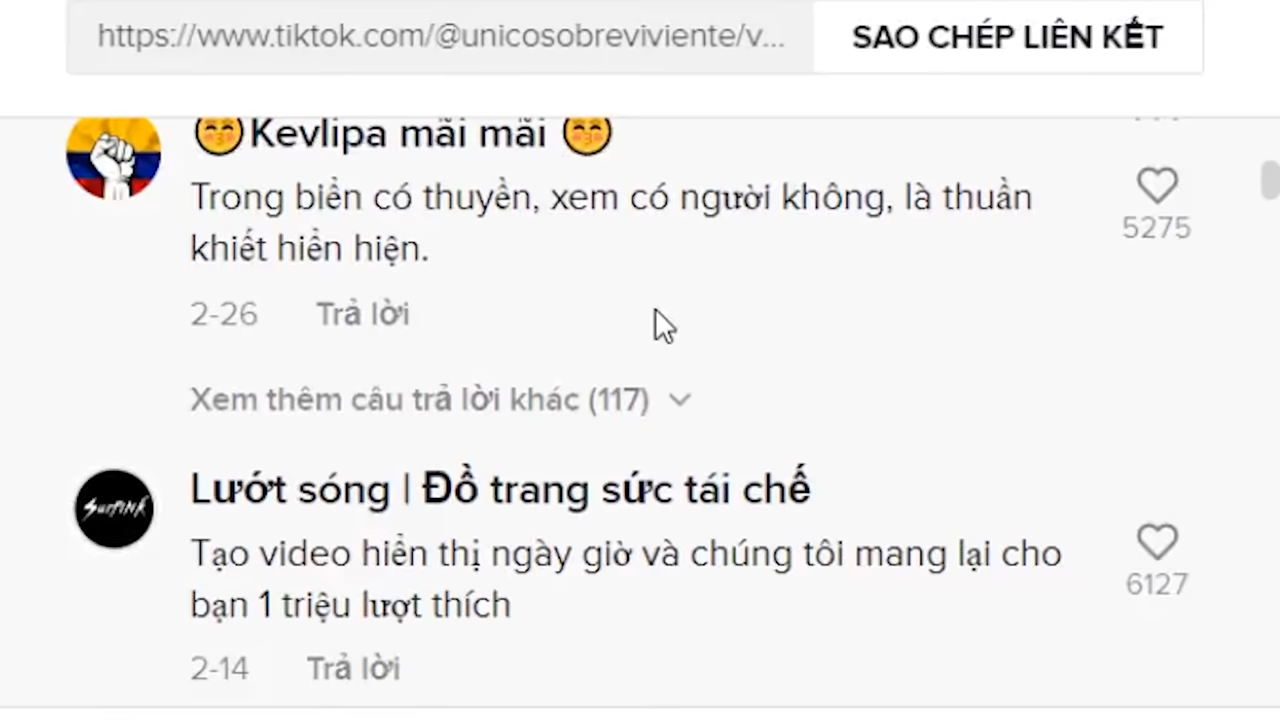 https://www.tiktok.com/@unicosobreviviente/v...
SAO CHÉP LIÊN KẾT
😚Kevlipa mãi mãi 😚
Trong biển có thuyền, xem có người không, là thuần
khiết hiển hiện.
5275
2-26 Trả lời
Xem thêm câu trả lời khác (117)
SurfINK
Lướt sóng | Đồ trang sức tái chế
Tạo video hiển thị ngày giờ và chúng tôi mang lại cho
bạn 1 triệu lượt thích
6127
2-14 Trả lời